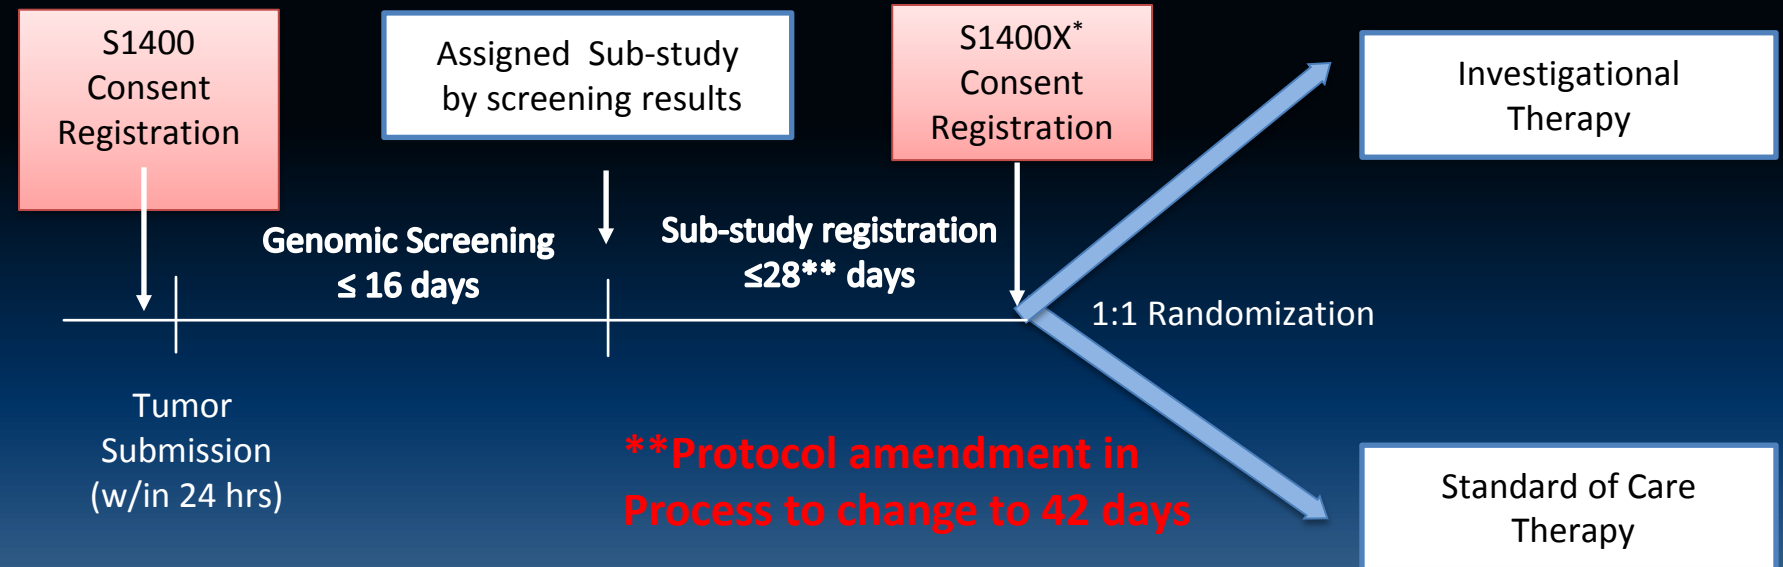 S1400
Consent
Registration
Assigned Sub-study
by screening results
S1400X*
Consent
Registration
Investigational
Therapy
Genomic Screening
≤ 16 days
Sub-study registration
≤28** days
1:1 Randomization
Tumor
Submission
(w/in 24 hrs)
**Protocol amendment in
Process to change to 42 days
Standard of Care
Therapy